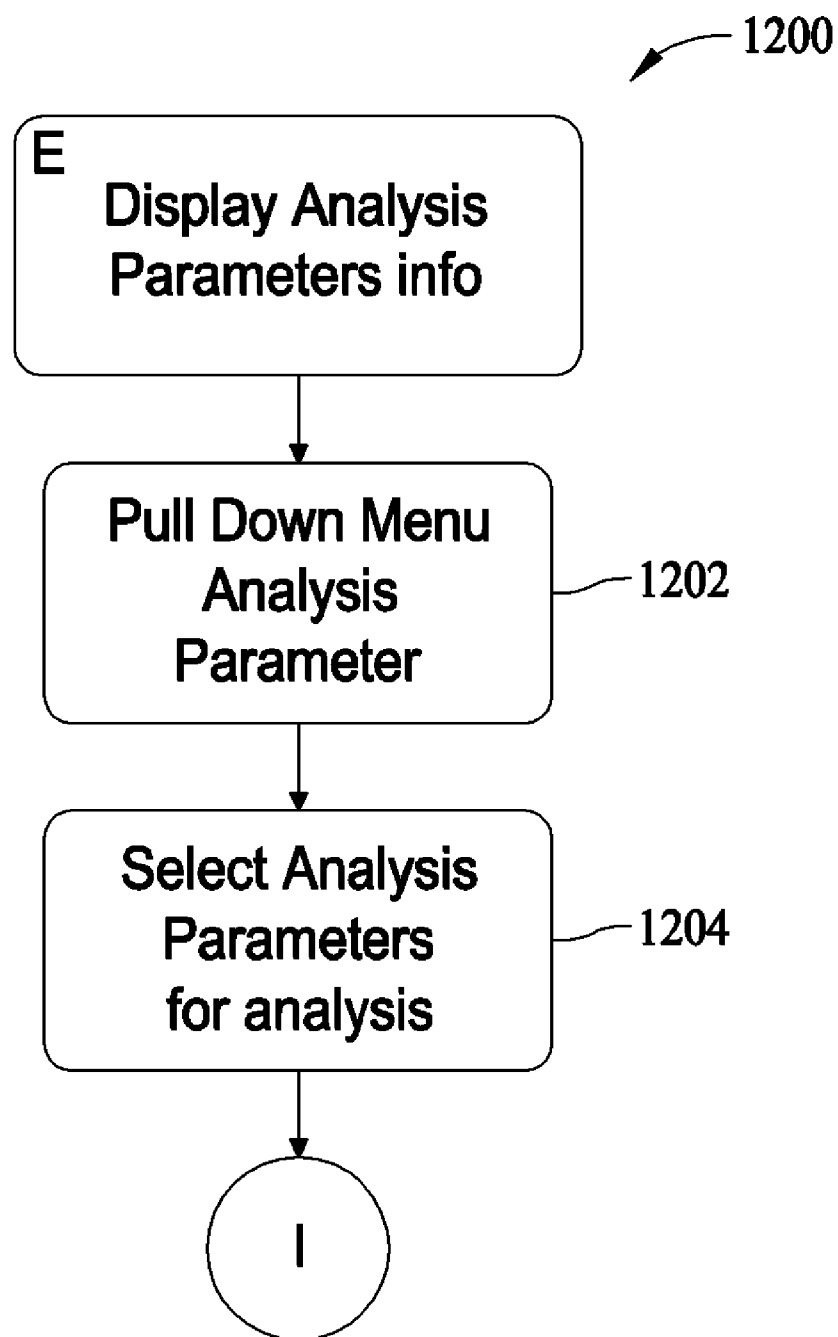 1200
E
Display Analysis
Parameters info
Pull Down Menu
Analysis
Parameter
1202
Select Analysis
Parameters
for analysis
1204
I